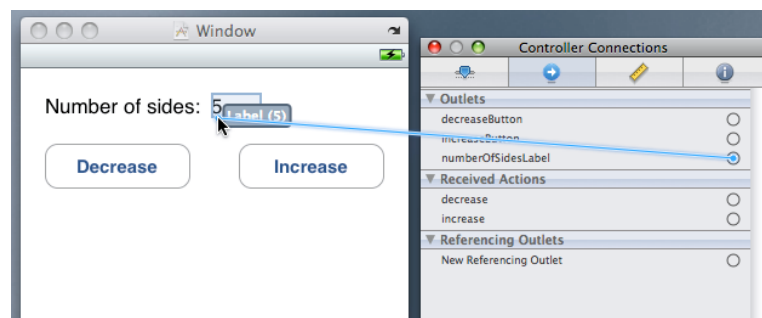 Window
Number of sides: 5
Label (5)
Decrease
Increase
Controller Connections
Outlets
decreaseButton
increaseButton
numberOfSidesLabel
Received Actions
decrease
increase
Referencing Outlets
New Referencing Outlet